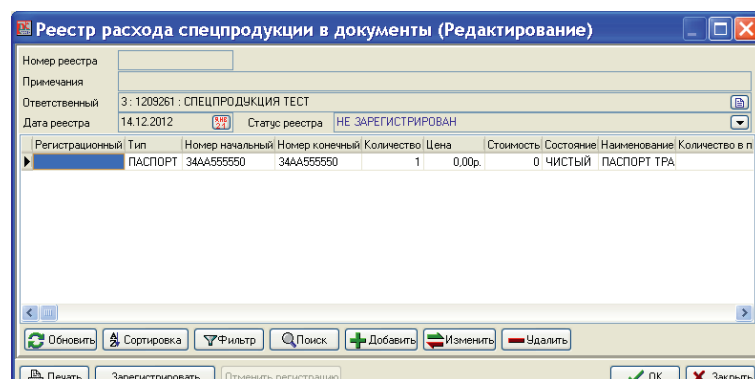 Реестр расхода спецпродукции в документы (Редактирование)
Номер реестра
Примечания
Ответственный 3 : 1209261 : СПЕЦПРОДУКЦИЯ ТЕСТ
Дата реестра 14.12.2012 Статус реестра НЕ ЗАРЕГИСТРИРОВАН
Регистрационный Тип Номер начальный Номер конечный Количество Цена Стоимость Состояние Наименование Количество в п
ПАСПОРТ 34АА555550 34АА555550 1 0,00р. 0 ЧИСТЫЙ ПАСПОРТ ТРА
Обновить Сортировка Фильтр Поиск Добавить Изменить Удалить
Печать Зарегистрировать Отменить регистрацию OK Закрыть